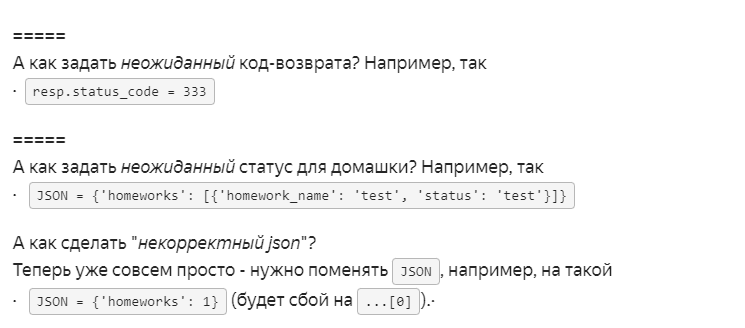 =====
А как задать неожиданный код-возврата? Например, так
· resp.status_code = 333
=====
А как задать неожиданный статус для домашки? Например, так
· JSON = {'homeworks': [{'homework_name': 'test', 'status': 'test'}]}
А как сделать "некорректный json"?
Теперь уже совсем просто - нужно поменять JSON, например, на такой
· JSON = {'homeworks': 1} (будет сбой на ...[0]).·